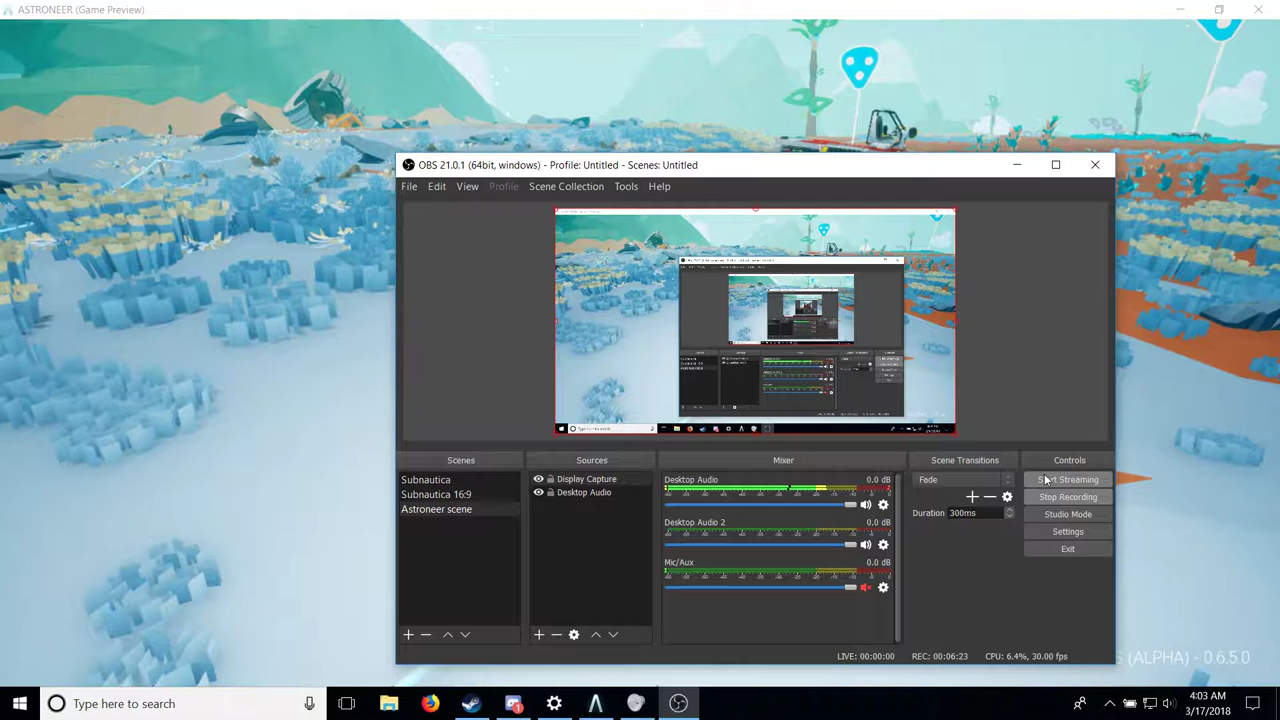 ASTRONEER (Game Preview)
OBS 21.0.1 (64bit, windows) - Profile: Untitled - Scenes: Untitled
File Edit View Profile Scene Collection Tools Help
Scenes Sources Mixer Scene Transitions Controls
Subnautica
Subnautica 16:9
Astroneer scene
Display Capture
Desktop Audio
Desktop Audio 0.0 dB
Desktop Audio 2 0.0 dB
Mic/Aux 0.0 dB
Fade
Duration 300ms
Start Streaming
Stop Recording
Studio Mode
Settings
Exit
LIVE: 00:00:00 REC: 00:06:23 CPU: 6.4%, 30.00 fps
(ALPHA) - 0.6.5.0
Type here to search
4:03 AM
3/17/2018